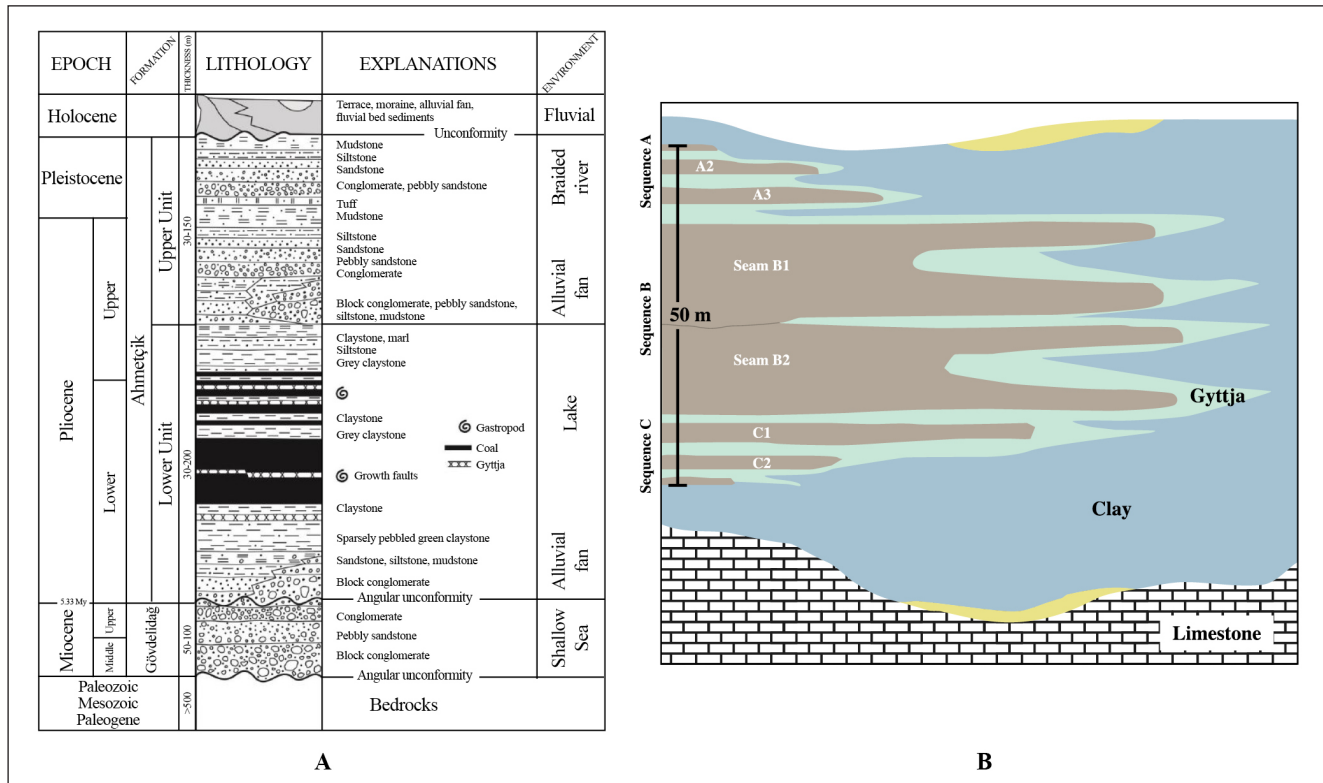 EPOCH
FORMATION
THICKNESS (m)
LITHOLOGY
EXPLANATIONS
ENVIRONMENT
Holocene
Terrace, moraine, alluvial fan,
fluvial bed sediments
Fluvial
Unconformity
Pleistocene
Pliocene
Upper
Lower
Ahmetçik
Upper Unit
30-150
Mudstone
Siltstone
Sandstone
Conglomerate, pebbly sandstone
Tuff
Mudstone
Siltstone
Sandstone
Pebbly sandstone
Conglomerate
Block conglomerate, pebbly sandstone,
siltstone, mudstone
Braided
river
Alluvial
fan
Lower Unit
30-200
Claystone, marl
Siltstone
Grey claystone
Claystone
Grey claystone
Gastropod
Coal
Gyttja
Growth faults
Claystone
Sparsely pebbled green claystone
Sandstone, siltstone, mudstone
Block conglomerate
Lake
Alluvial
fan
Angular unconformity
5.33 My
Miocene
Upper
Middle
Gövdelidağ
50-100
Conglomerate
Pebbly sandstone
Block conglomerate
Shallow
Sea
Angular unconformity
Paleozoic
Mesozoic
Paleogene
>500
Bedrocks
A
Sequence A
Sequence B
Sequence C
A2
A3
Seam B1
50 m
Seam B2
C1
C2
Gyttja
Clay
Limestone
B